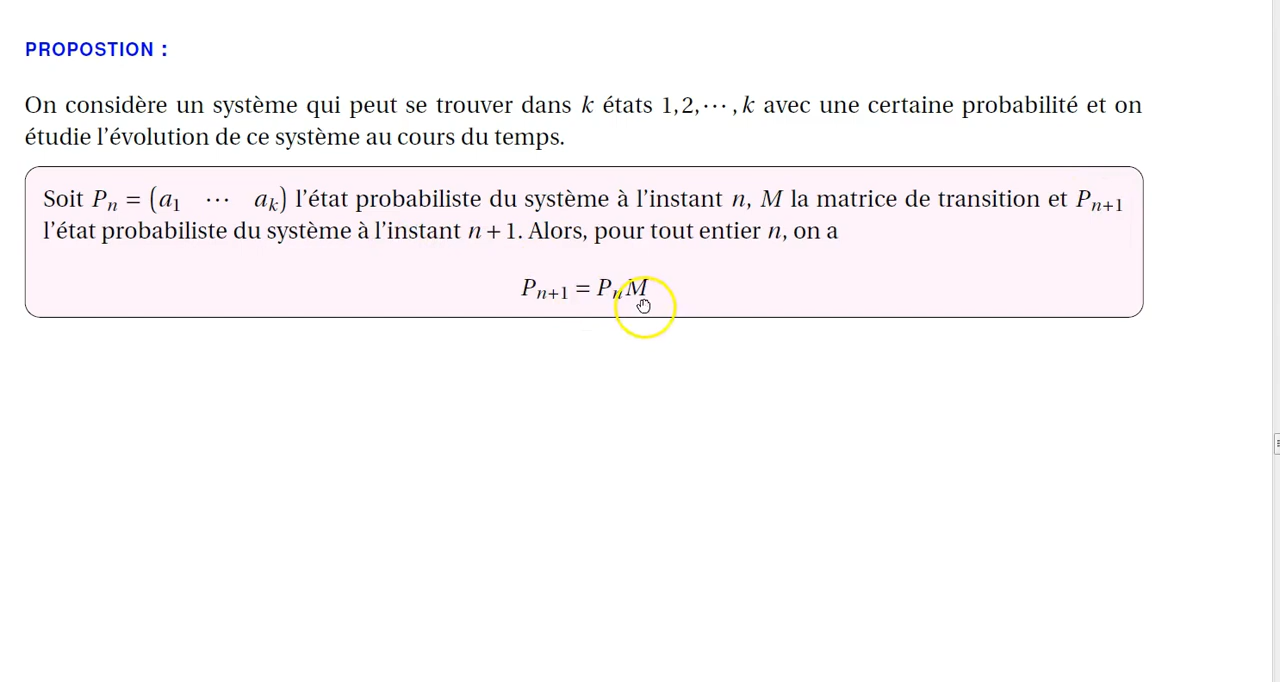 PROPOSTION :
On considère un système qui peut se trouver dans k états 1,2,⋯,k avec une certaine probabilité et on
étudie l'évolution de ce système au cours du temps.
Soit Pₙ = (a₁ ⋯ aₖ) l'état probabiliste du système à l'instant n, M la matrice de transition et Pₙ₊₁
l'état probabiliste du système à l'instant n+1. Alors, pour tout entier n, on a
Pₙ₊₁ = PₙM